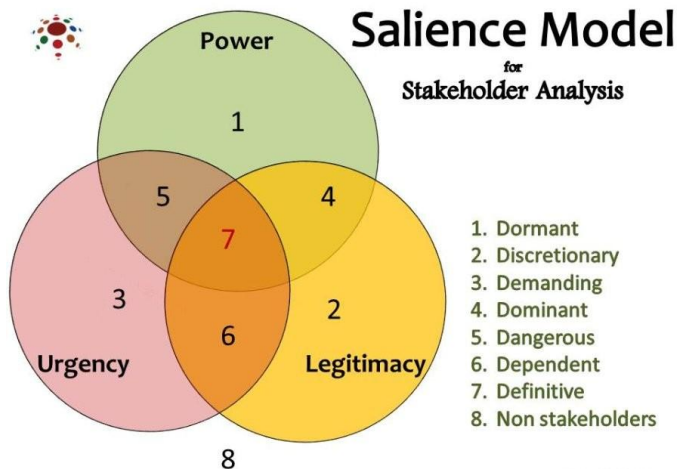 Salience Model
for
Stakeholder Analysis
Power
1
5
4
7
3
2
6
Urgency
Legitimacy
8
1. Dormant
2. Discretionary
3. Demanding
4. Dominant
5. Dangerous
6. Dependent
7. Definitive
8. Non stakeholders